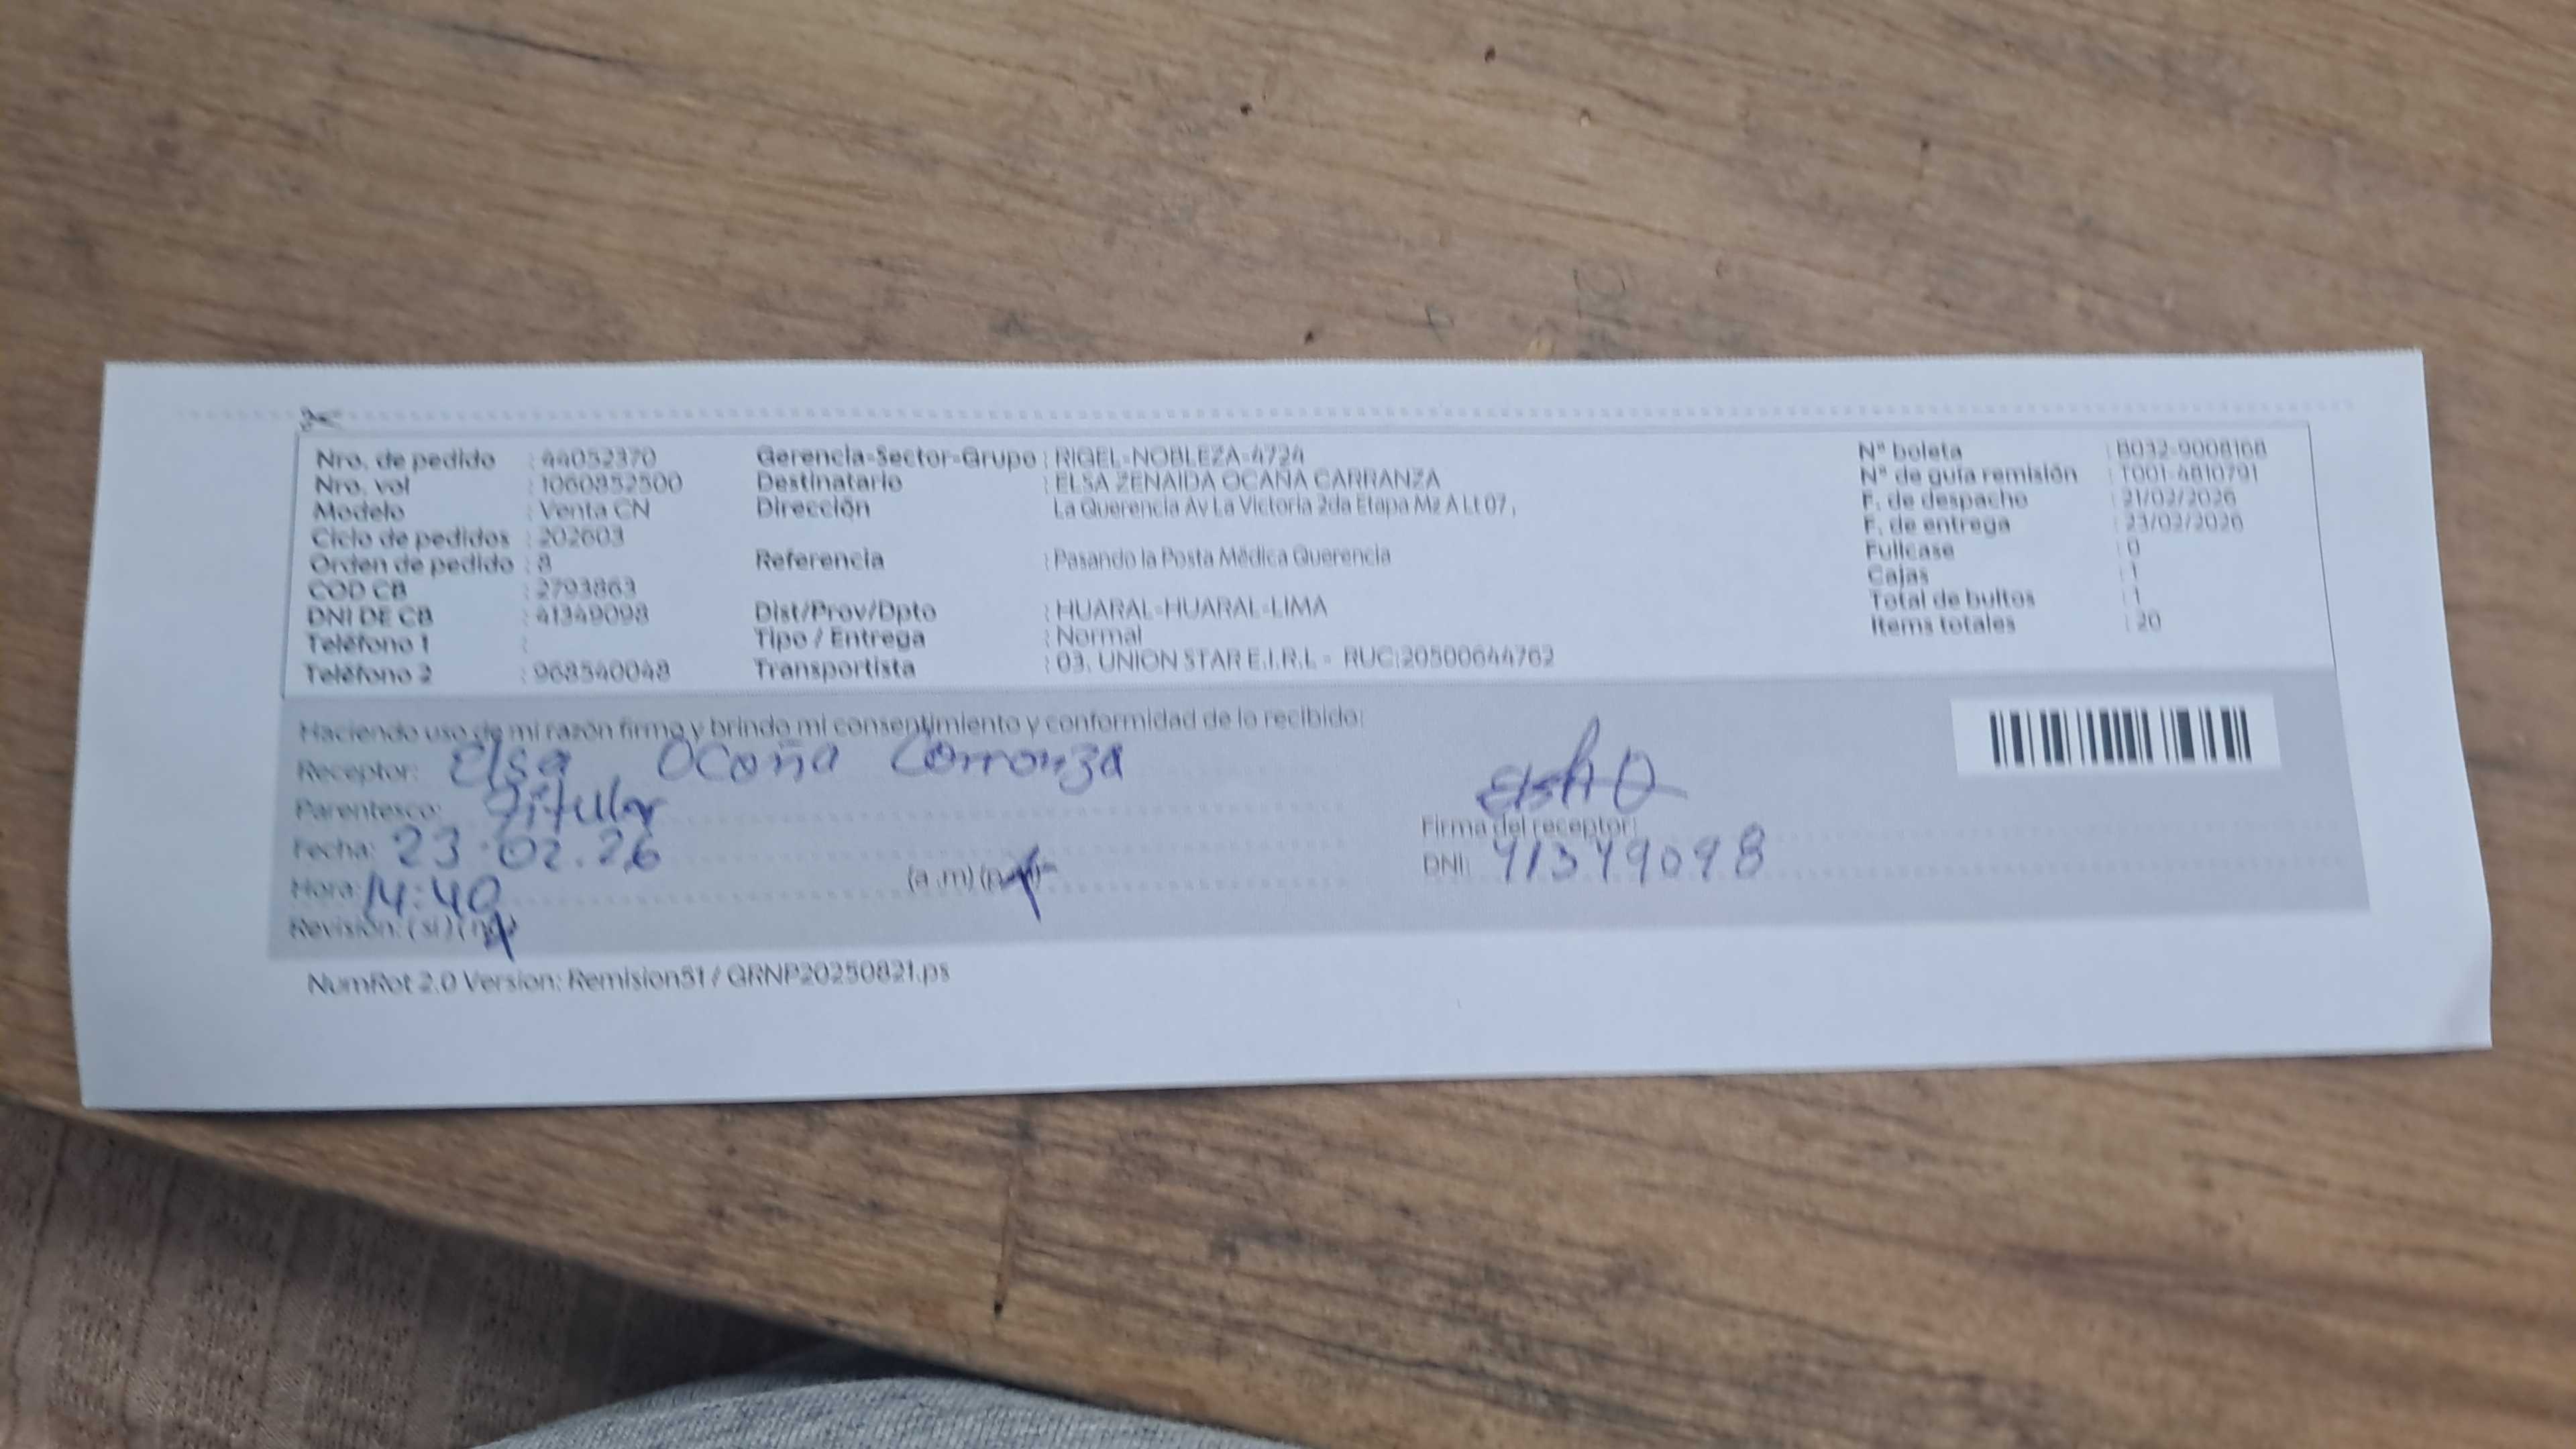 Nro. de pedido : 44052370
Nro. vol : 1060852500
Modelo : Venta CN
Ciclo de pedidos : 202603
Orden de pedido : 8
COD CB : 2793863
DNI DE CB : 41349098
Teléfono 1 :
Teléfono 2 : 968540048
Gerencia-Sector-Grupo : RIGEL-NOBLEZA-4724
Destinatario : ELSA ZENAIDA OCAÑA CARRANZA
Dirección La Querencia Av La Victoria 2da Etapa Mz A Lt 07 ,
Referencia : Pasando la Posta Médica Querencia
Dist/Prov/Dpto : HUARAL-HUARAL-LIMA
Tipo / Entrega : Normal
Transportista : 03. UNION STAR E.I.R.L - RUC:20500644762
N° boleta : B032-9008168
N° de guía remisión : T001-4810791
F. de despacho : 21/02/2026
F. de entrega : 23/02/2026
Fullcase : 0
Cajas : 1
Total de bultos : 1
Items totales : 20
Haciendo uso de mi razón firmo y brindo mi consentimiento y conformidad de lo recibido:
Receptor: Elsa Ocaña Carranza
Parentesco: Titular
Fecha: 23.02.26
Hora: 14:40 (a .m) (p.m)
Revisión: ( si ) ( no )
Elsa O
Firma del receptor:
DNI: 41349098
NumRot 2.0 Version: Remision51 / GRNP20250821.ps